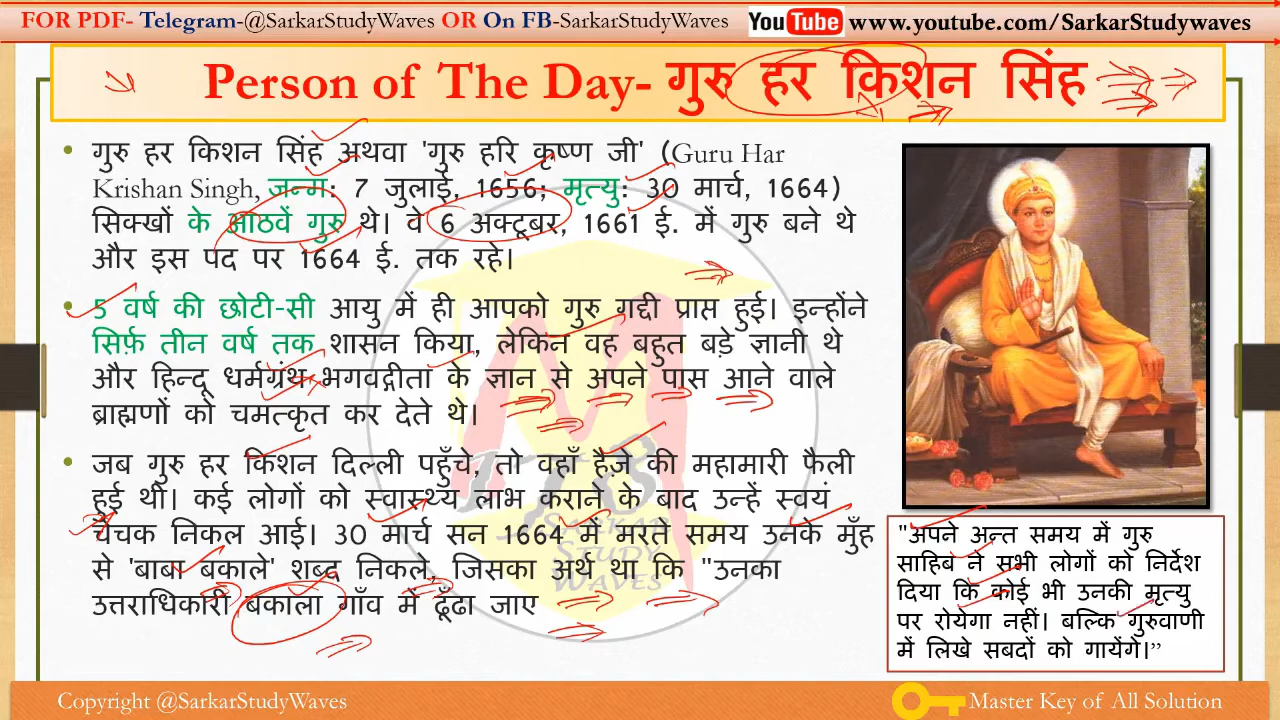 FOR PDF- Telegram-@SarkarStudyWaves OR On FB-SarkarStudyWaves YouTube www.youtube.com/SarkarStudywaves
Person of The Day- गुरु हर किशन सिंह
• गुरु हर किशन सिंह अथवा 'गुरु हरि कृष्ण जी' (Guru Har
Krishan Singh, जन्म: 7 जुलाई, 1656; मृत्यु: 30 मार्च, 1664)
सिक्खों के आठवें गुरु थे। वे 6 अक्टूबर, 1661 ई. में गुरु बने थे
और इस पद पर 1664 ई. तक रहे।
• 5 वर्ष की छोटी-सी आयु में ही आपको गुरु गद्दी प्राप्त हुई। इन्होंने
सिर्फ़ तीन वर्ष तक शासन किया, लेकिन वह बहुत बड़े ज्ञानी थे
और हिन्दू धर्मग्रंथ भगवद्गीता के ज्ञान से अपने पास आने वाले
ब्राह्मणों को चमत्कृत कर देते थे।
• जब गुरु हर किशन दिल्ली पहुँचे, तो वहाँ हैज़े की महामारी फैली
हुई थी। कई लोगों को स्वास्थ्य लाभ कराने के बाद उन्हें स्वयं
चेचक निकल आई। 30 मार्च सन 1664 में मरते समय उनके मुँह
से 'बाबा बकाले' शब्द निकले, जिसका अर्थ था कि "उनका
उत्तराधिकारी बकाला गाँव में ढूँढा जाए
SARKAR
STUDY
WAVES
"अपने अन्त समय में गुरु
साहिब ने सभी लोगों को निर्देश
दिया कि कोई भी उनकी मृत्यु
पर रोयेगा नहीं। बल्कि गुरुवाणी
में लिखे सबदों को गायेंगे।”
Copyright @SarkarStudyWaves
Master Key of All Solution